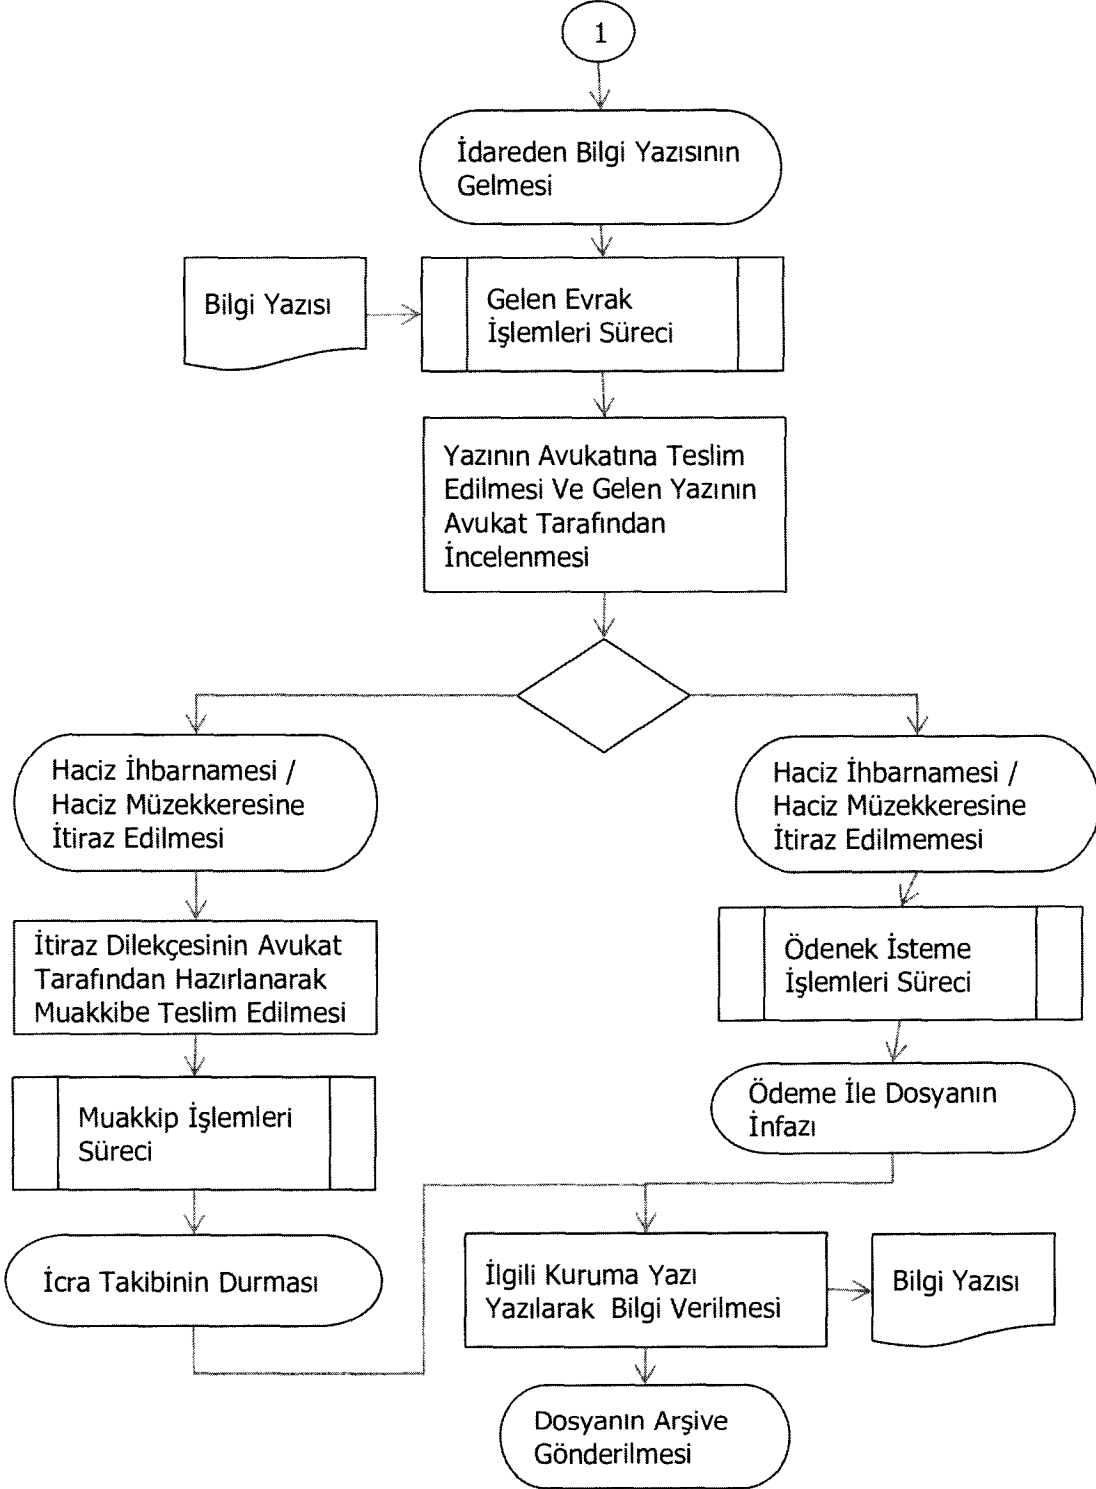 1
İdareden Bilgi Yazısının
Gelmesi
Bilgi Yazısı
Gelen Evrak
İşlemleri Süreci
Yazının Avukatına Teslim
Edilmesi Ve Gelen Yazının
Avukat Tarafından
İncelenmesi
Haciz İhbarnamesi /
Haciz Müzekkeresine
İtiraz Edilmesi
Haciz İhbarnamesi /
Haciz Müzekkeresine
İtiraz Edilmemesi
İtiraz Dilekçesinin Avukat
Tarafından Hazırlanarak
Muakkibe Teslim Edilmesi
Ödenek İsteme
İşlemleri Süreci
Muakkip İşlemleri
Süreci
Ödeme İle Dosyanın
İnfazı
İcra Takibinin Durması
İlgili Kuruma Yazı
Yazılarak Bilgi Verilmesi
Bilgi Yazısı
Dosyanın Arşive
Gönderilmesi